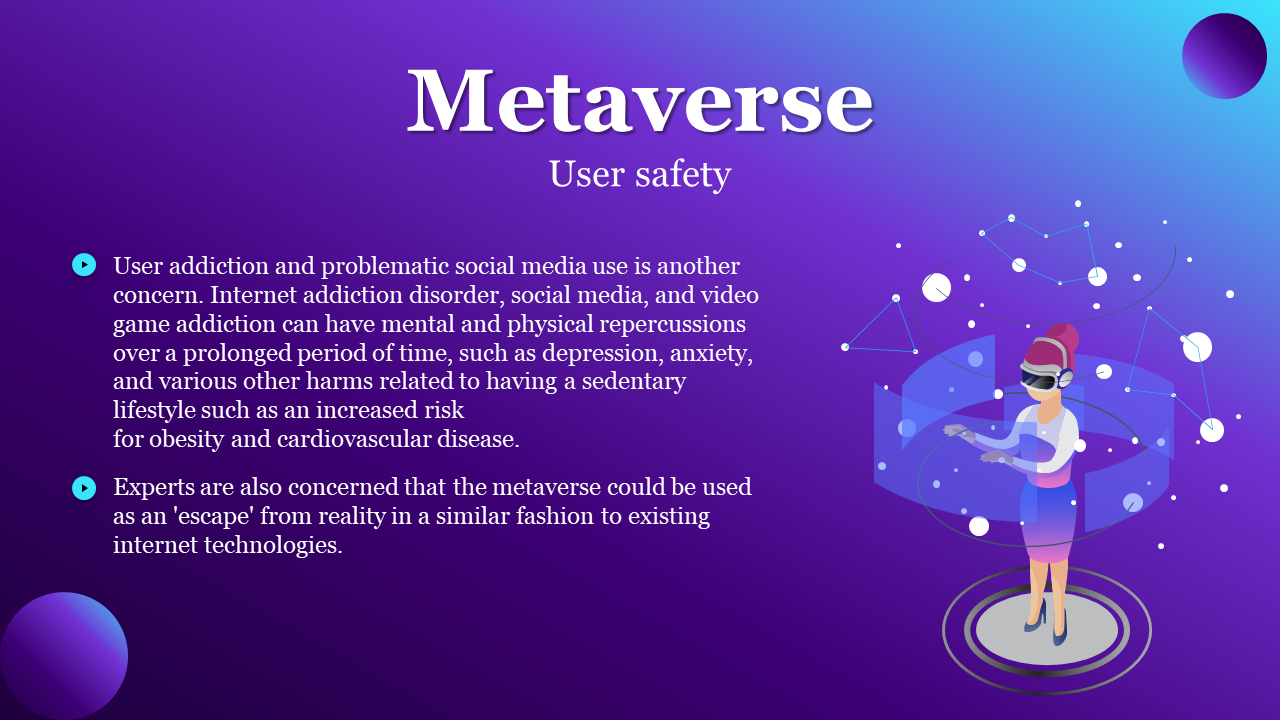 Metaverse
User safety
User addiction and problematic social media use is another
concern. Internet addiction disorder, social media, and video
game addiction can have mental and physical repercussions
over a prolonged period of time, such as depression, anxiety,
and various other harms related to having a sedentary
lifestyle such as an increased risk
for obesity and cardiovascular disease.
Experts are also concerned that the metaverse could be used
as an 'escape' from reality in a similar fashion to existing
internet technologies.